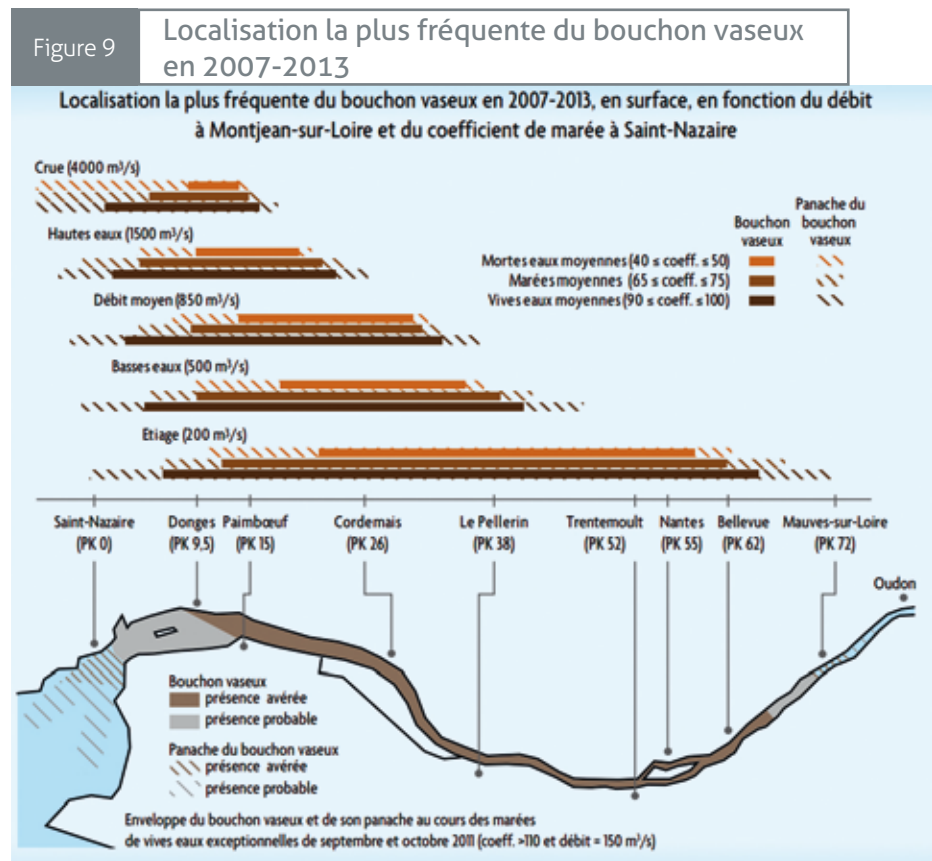 Figure 9
Localisation la plus fréquente du bouchon vaseux
en 2007-2013
Localisation la plus fréquente du bouchon vaseux en 2007-2013, en surface, en fonction du débit
à Montjean-sur-Loire et du coefficient de marée à Saint-Nazaire
Crue (4000 m³/s)
Hautes eaux (1500 m³/s)
Débit moyen (850 m³/s)
Basses eaux (500 m³/s)
Etiage (200 m³/s)
Bouchon
vaseux
Panache du
bouchon
vaseux
Mortes eaux moyennes (40 ≤ coeff. ≤ 50)
Marées moyennes (65 ≤ coeff. ≤ 75)
Vives eaux moyennes (90 ≤ coeff. ≤ 100)
Saint-Nazaire
(PK 0)
Donges
(PK 9,5)
Paimbœuf
(PK 15)
Cordemais
(PK 26)
Le Pellerin
(PK 38)
Trentemoult
(PK 52)
Nantes
(PK 55)
Bellevue
(PK 62)
Mauves-sur-Loire
(PK 72)
Oudon
Bouchon vaseux
présence avérée
présence probable
Panache du bouchon vaseux
présence avérée
présence probable
Enveloppe du bouchon vaseux et de son panache au cours des marées
de vives eaux exceptionnelles de septembre et octobre 2011 (coeff. >110 et débit = 150 m³/s)